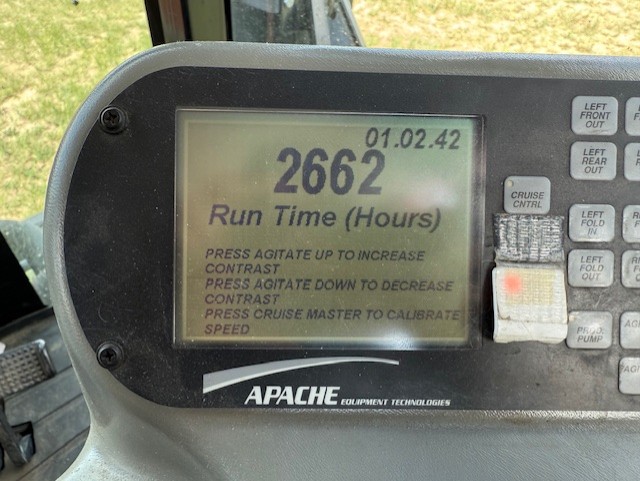 01.02.42
2662
Run Time (Hours)
PRESS AGITATE UP TO INCREASE
CONTRAST
PRESS AGITATE DOWN TO DECREASE
CONTRAST
PRESS CRUISE MASTER TO CALIBRATE
SPEED
APACHE EQUIPMENT TECHNOLOGIES
CRUISE
CNTRL
LEFT
FRONT
OUT
LEFT
REAR
OUT
LEFT
FOLD
IN
LEFT
FOLD
OUT
PROD.
PUMP